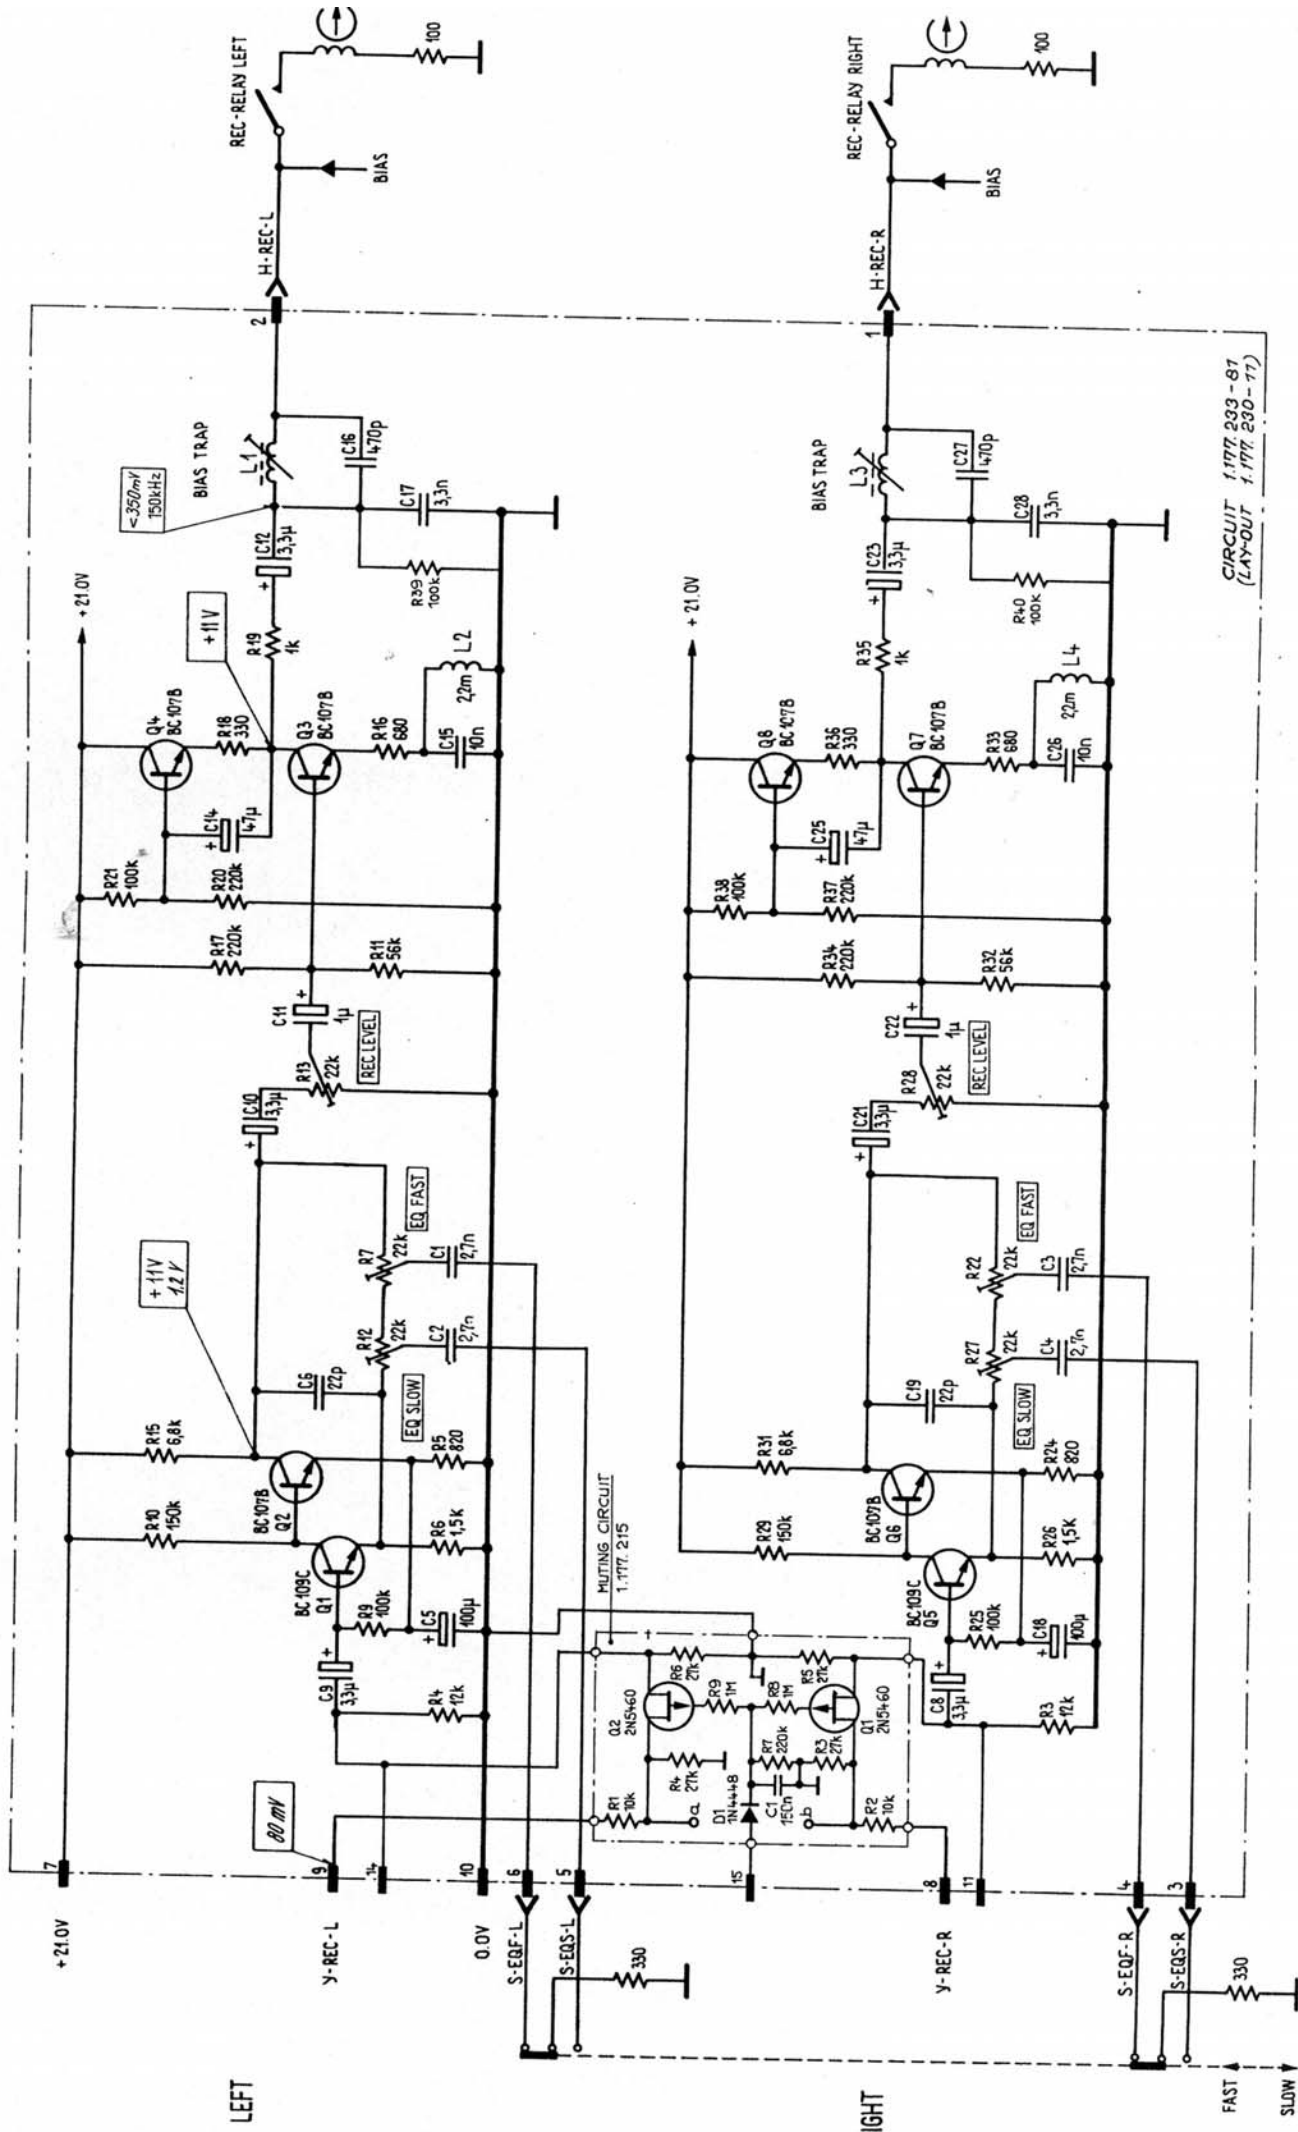 LEFT
+21.0V
7
Y-REC-L
9
80 mV
14
0.0V
10
S-EQF-L
6
S-EQS-L
5
330
R10
150k
R15
6,8k
+11V
1.2V
BC107B
Q2
BC109C
Q1
C9
3,3µ
R9
100k
R4
12k
C5
100µ
R6
1,5k
R5
820
C6
22p
R12
22k
EQ SLOW
R7
22k
EQ FAST
C2
2,7n
C1
2,7n
C10
3,3µ
R13
22k
REC LEVEL
C11
1µ
R17
220k
R11
56k
R21
100k
R20
220k
C14
47µ
Q4
BC107B
R18
330
Q3
BC107B
R16
680
C15
10n
L2
2,2m
+21.0V
+11V
R19
1k
C12
3,3µ
<350mV
150kHz
BIAS TRAP
L1
C16
470p
C17
3,3n
R39
100k
2
H-REC-L
BIAS
REC-RELAY LEFT
100
MUTING CIRCUIT
1.177.215
R1
10k
a
R4
27k
Q2
2N5460
R6
27k
R9
1M
R8
1M
R5
27k
D1
1N4448
R7
220k
C1
150n
R3
27k
b
R2
10k
Q1
2N5460
15
RIGHT
Y-REC-R
8
11
S-EQF-R
4
S-EQS-R
3
330
FAST
SLOW
R29
150k
R31
6,8k
BC107B
Q6
BC109C
Q5
C8
3,3µ
R25
100k
R3
12k
C18
100µ
R26
1,5k
R24
820
C19
22p
R27
22k
EQ SLOW
R22
22k
EQ FAST
C4
2,7n
C3
2,7n
C21
3,3µ
R28
22k
REC LEVEL
C22
1µ
R34
220k
R32
56k
R38
100k
R37
220k
C25
47µ
Q8
BC107B
R36
330
Q7
BC107B
R33
680
C26
10n
L4
2,2m
+21.0V
R35
1k
C23
3,3µ
BIAS TRAP
L3
C27
470p
C28
3,3n
R40
100k
1
H-REC-R
BIAS
REC-RELAY RIGHT
100
CIRCUIT 1.177.233-81
(LAY-OUT 1.177.230-11)